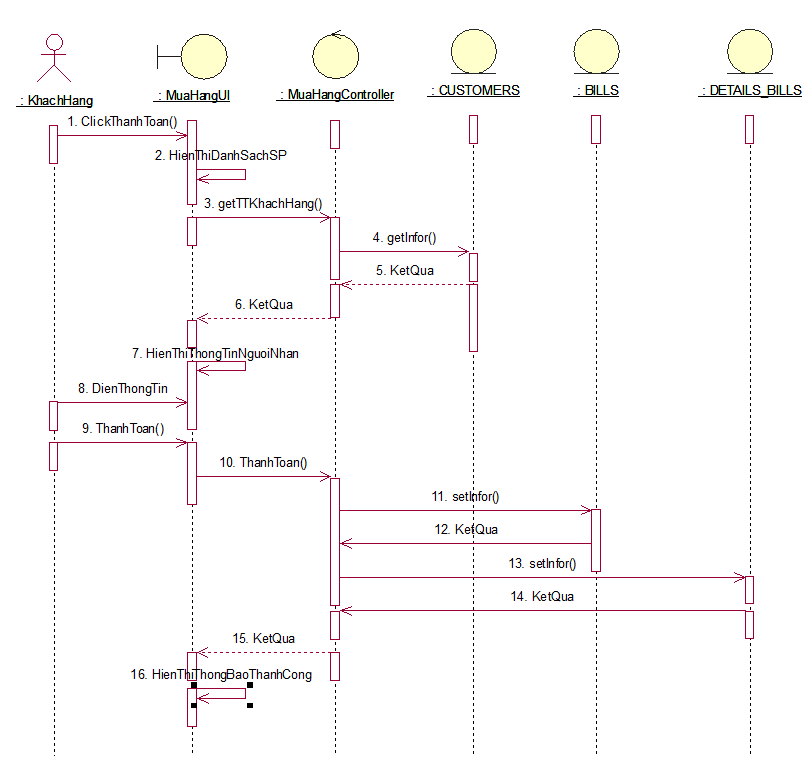 : KhachHang
: MuaHangUI
: MuaHangController
: CUSTOMERS
: BILLS
: DETAILS_BILLS
1. ClickThanhToan()
2. HienThiDanhSachSP
3. getTTKhachHang()
4. getInfor()
5. KetQua
6. KetQua
7. HienThiThongTinNguoiNhan
8. DienThongTin
9. ThanhToan()
10. ThanhToan()
11. setInfor()
12. KetQua
13. setInfor()
14. KetQua
15. KetQua
16. HienThiThongBaoThanhCong